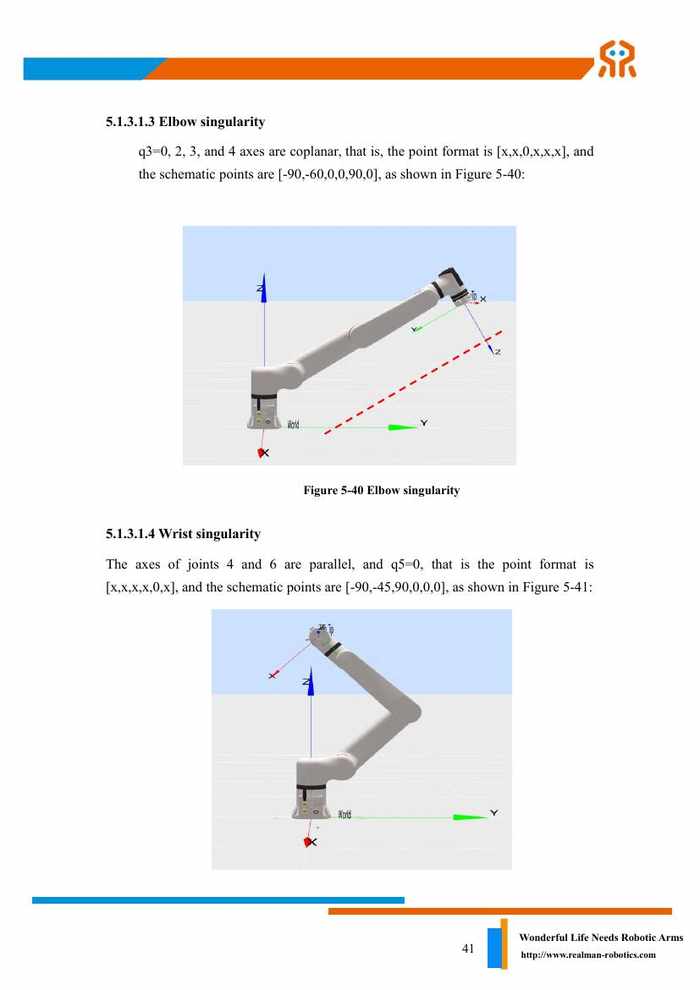 5.1.3.1.3 Elbow singularity
q3=0, 2, 3, and 4 axes are coplanar, that is, the point format is [x,x,0,x,x,x], and
the schematic points are [-90,-60,0,0,90,0], as shown in Figure 5-40:
Z
X
Y
Z
World
Y
X
Figure 5-40 Elbow singularity
5.1.3.1.4 Wrist singularity
The axes of joints 4 and 6 are parallel, and q5=0, that is the point format is
[x,x,x,x,0,x], and the schematic points are [-90,-45,90,0,0,0], as shown in Figure 5-41:
X
Z
World
Y
X
41
Wonderful Life Needs Robotic Arms
http://www.realman-robotics.com